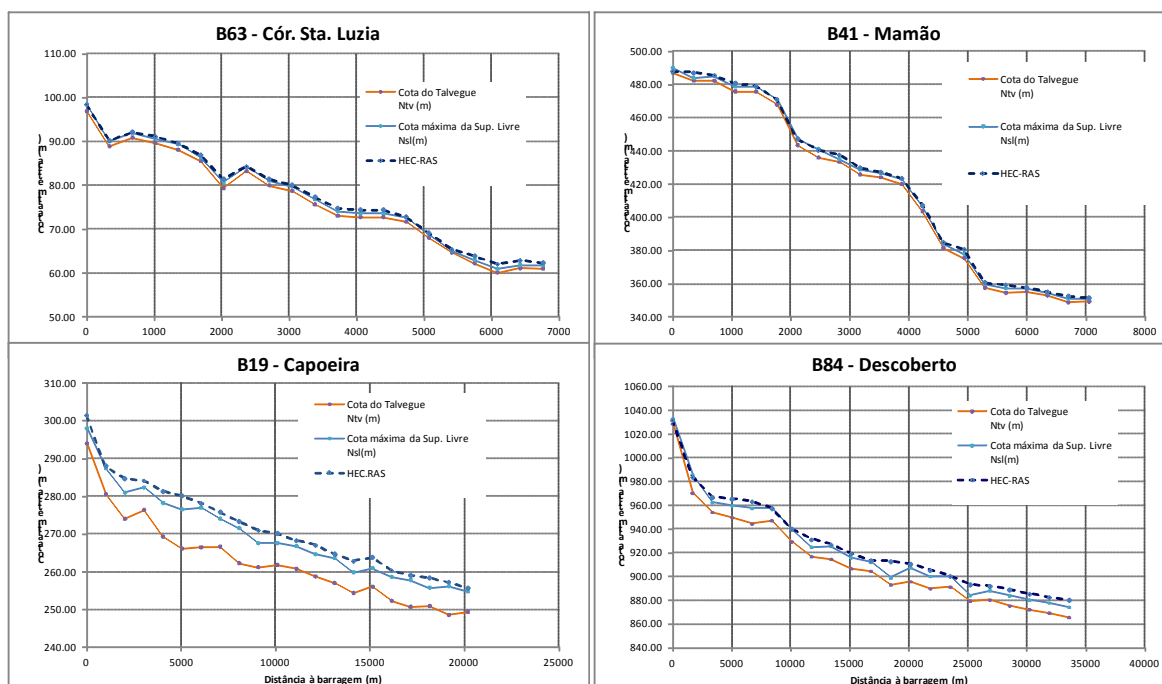 B63 - Cór. Sta. Luzia
110.00
100.00
90.00
80.00
70.00
60.00
50.00
0
1000
2000
3000
4000
5000
6000
7000
Cota do Talvegue
Ntv (m)
Cota máxima da Sup. Livre
Nsl(m)
HEC-RAS
B41 - Mamão
500.00
480.00
460.00
440.00
420.00
400.00
380.00
360.00
340.00
0
1000
2000
3000
4000
5000
6000
7000
8000
Cota do Talvegue
Ntv (m)
Cota máxima da Sup. Livre
Nsl(m)
HEC-RAS
B19 - Capoeira
310.00
300.00
290.00
280.00
270.00
260.00
250.00
240.00
0
5000
10000
15000
20000
25000
Distância à barragem (m)
Cota do Talvegue
Ntv (m)
Cota máxima da Sup. Livre
Nsl(m)
HEC.RAS
B84 - Descoberto
1060.00
1040.00
1020.00
1000.00
980.00
960.00
940.00
920.00
900.00
880.00
860.00
840.00
0
5000
10000
15000
20000
25000
30000
35000
40000
Distância à barragem (m)
Cota do Talvegue
Ntv (m)
Cota máxima da Sup. Livre
Nsl(m)
HEC-RAS